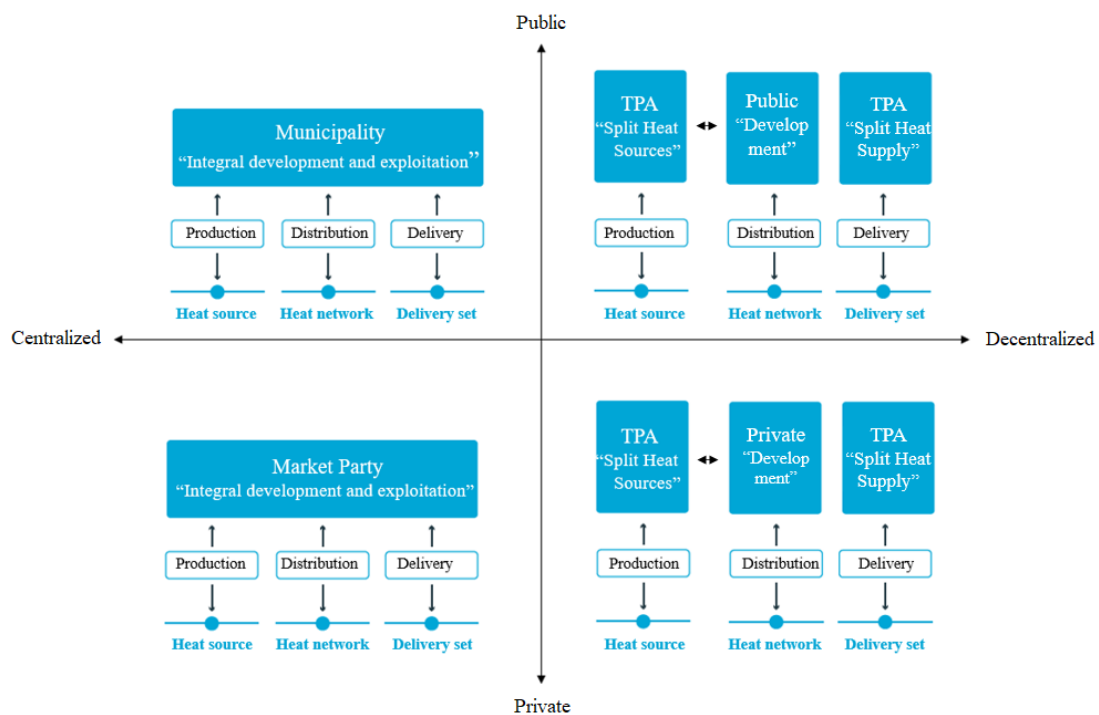 Public
Municipality
“Integral development and exploitation”
Production
Distribution
Delivery
Heat source
Heat network
Delivery set
TPA
“Split Heat
Sources”
Public
“Develop
ment”
TPA
“Split Heat
Supply”
Production
Distribution
Delivery
Heat source
Heat network
Delivery set
Centralized
Decentralized
Market Party
“Integral development and exploitation”
Production
Distribution
Delivery
Heat source
Heat network
Delivery set
TPA
“Split Heat
Sources”
Private
“Develop
ment”
TPA
“Split Heat
Supply”
Production
Distribution
Delivery
Heat source
Heat network
Delivery set
Private